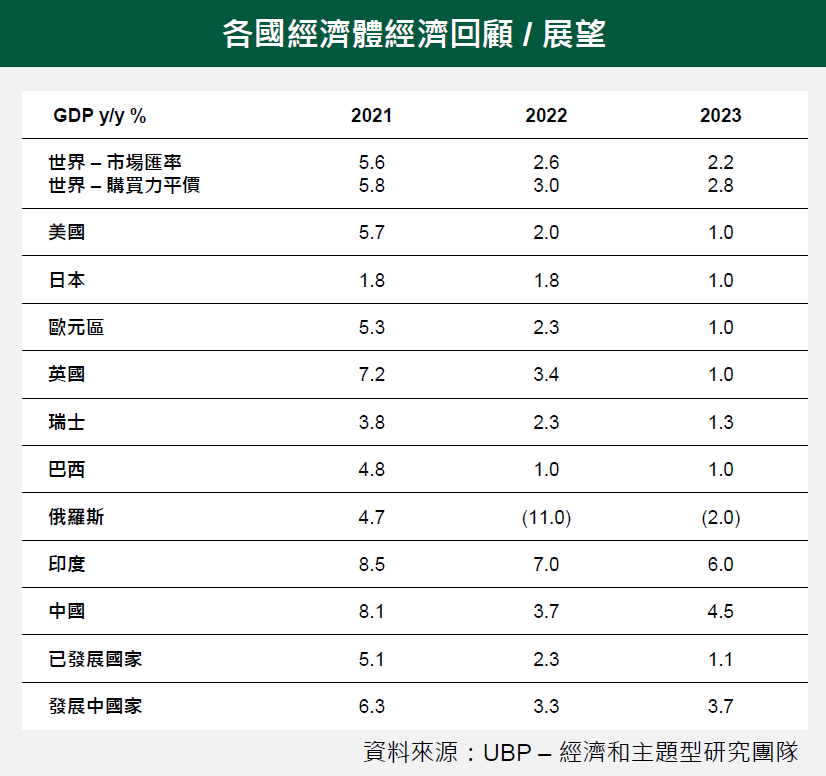 各國經濟體經濟回顧 / 展望
GDP y/y % 2021 2022 2023
世界 – 市場匯率 5.6 2.6 2.2
世界 – 購買力平價 5.8 3.0 2.8
美國 5.7 2.0 1.0
日本 1.8 1.8 1.0
歐元區 5.3 2.3 1.0
英國 7.2 3.4 1.0
瑞士 3.8 2.3 1.3
巴西 4.8 1.0 1.0
俄羅斯 4.7 (11.0) (2.0)
印度 8.5 7.0 6.0
中國 8.1 3.7 4.5
已發展國家 5.1 2.3 1.1
發展中國家 6.3 3.3 3.7
資料來源：UBP – 經濟和主題型研究團隊